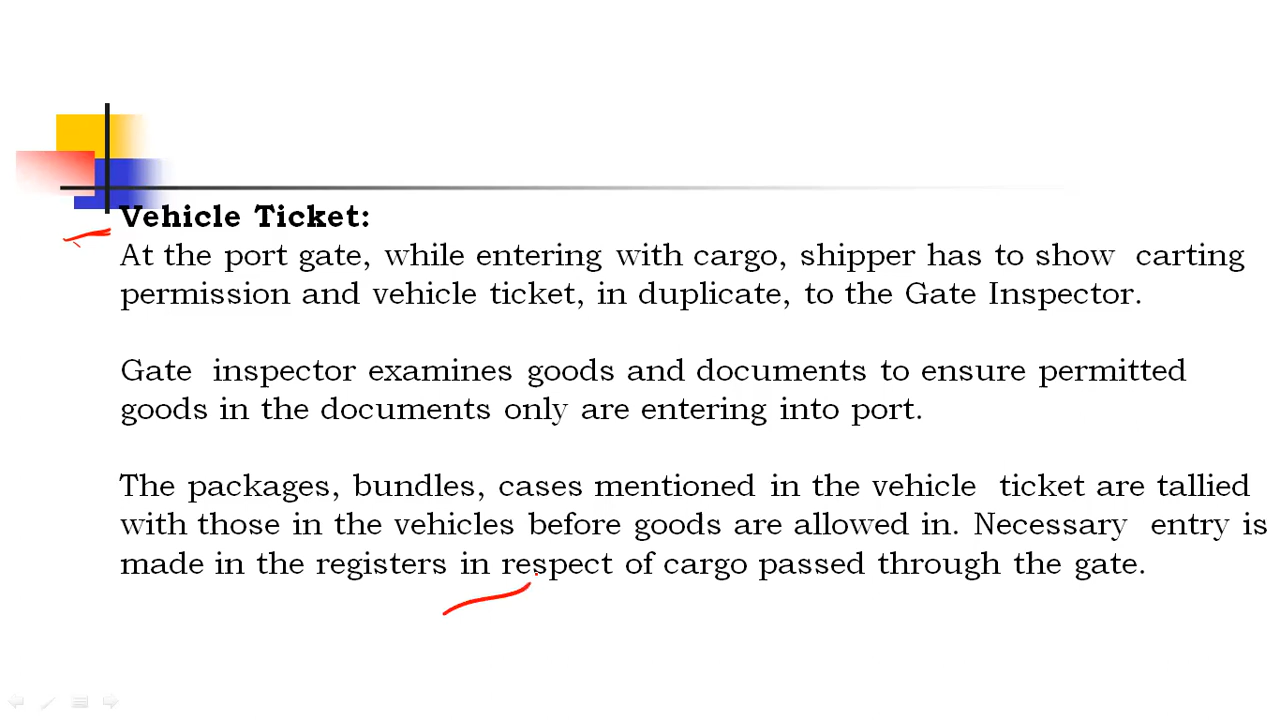 Vehicle Ticket:
At the port gate, while entering with cargo, shipper has to show carting
permission and vehicle ticket, in duplicate, to the Gate Inspector.
Gate inspector examines goods and documents to ensure permitted
goods in the documents only are entering into port.
The packages, bundles, cases mentioned in the vehicle ticket are tallied
with those in the vehicles before goods are allowed in. Necessary entry is
made in the registers in respect of cargo passed through the gate.